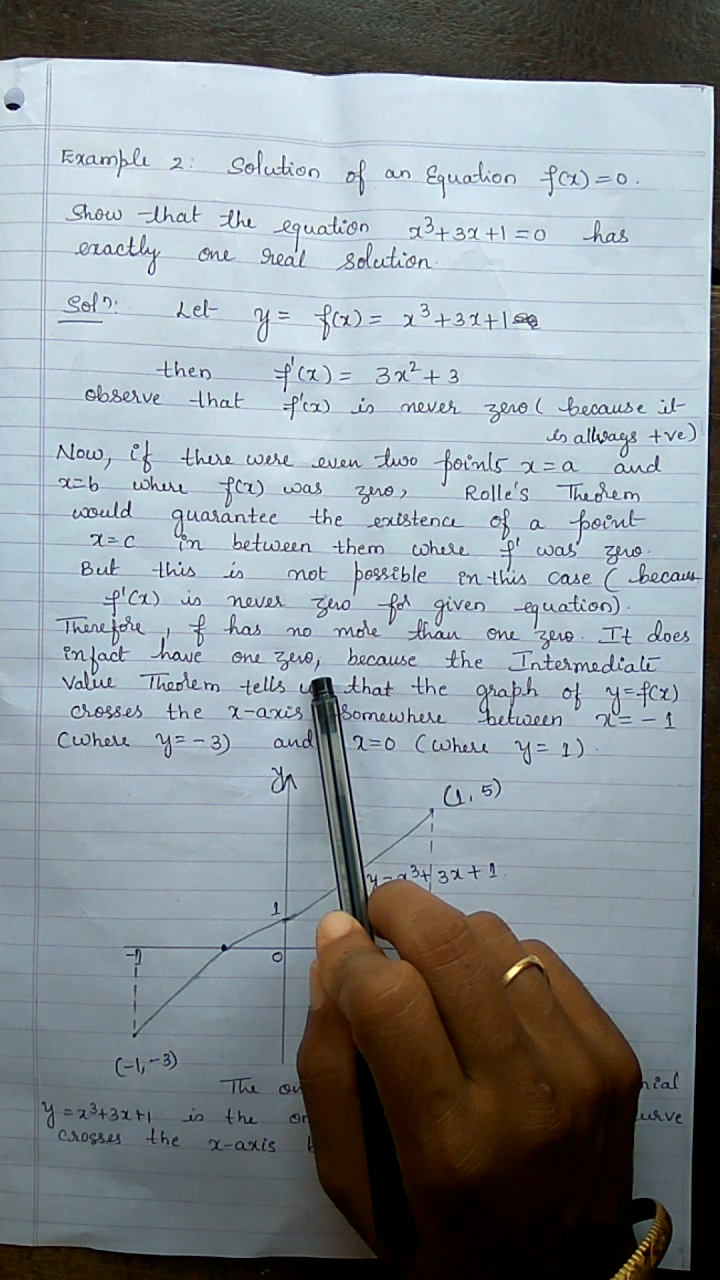 Example 2: Solution of an Equation f(x)=0.
Show that the equation x³+3x+1=0 has
exactly one real solution.
Solⁿ: Let y = f(x) = x³+3x+1
then f'(x) = 3x²+3
observe that f'(x) is never zero (because it
is allways +ve)
Now, if there were even two points x=a and
x=b where f(x) was zero, Rolle's Theorem
would guarantee the existence of a point
x=c in between them where f' was zero.
But this is not possible in this case (becaus
f'(x) is never zero for given equation).
Therefore, f has no more than one zero. It does
infact have one zero, because the Intermediate
Value Theorem tells that the graph of y=f(x)
crosses the x-axis somewhere between x=-1
(where y=-3) and x=0 (where y=1).
y
(1,5)
y=x³+3x+1
1
-1
0
(-1,-3)
The
y=x³+3x+1 is the
crosses the x-axis